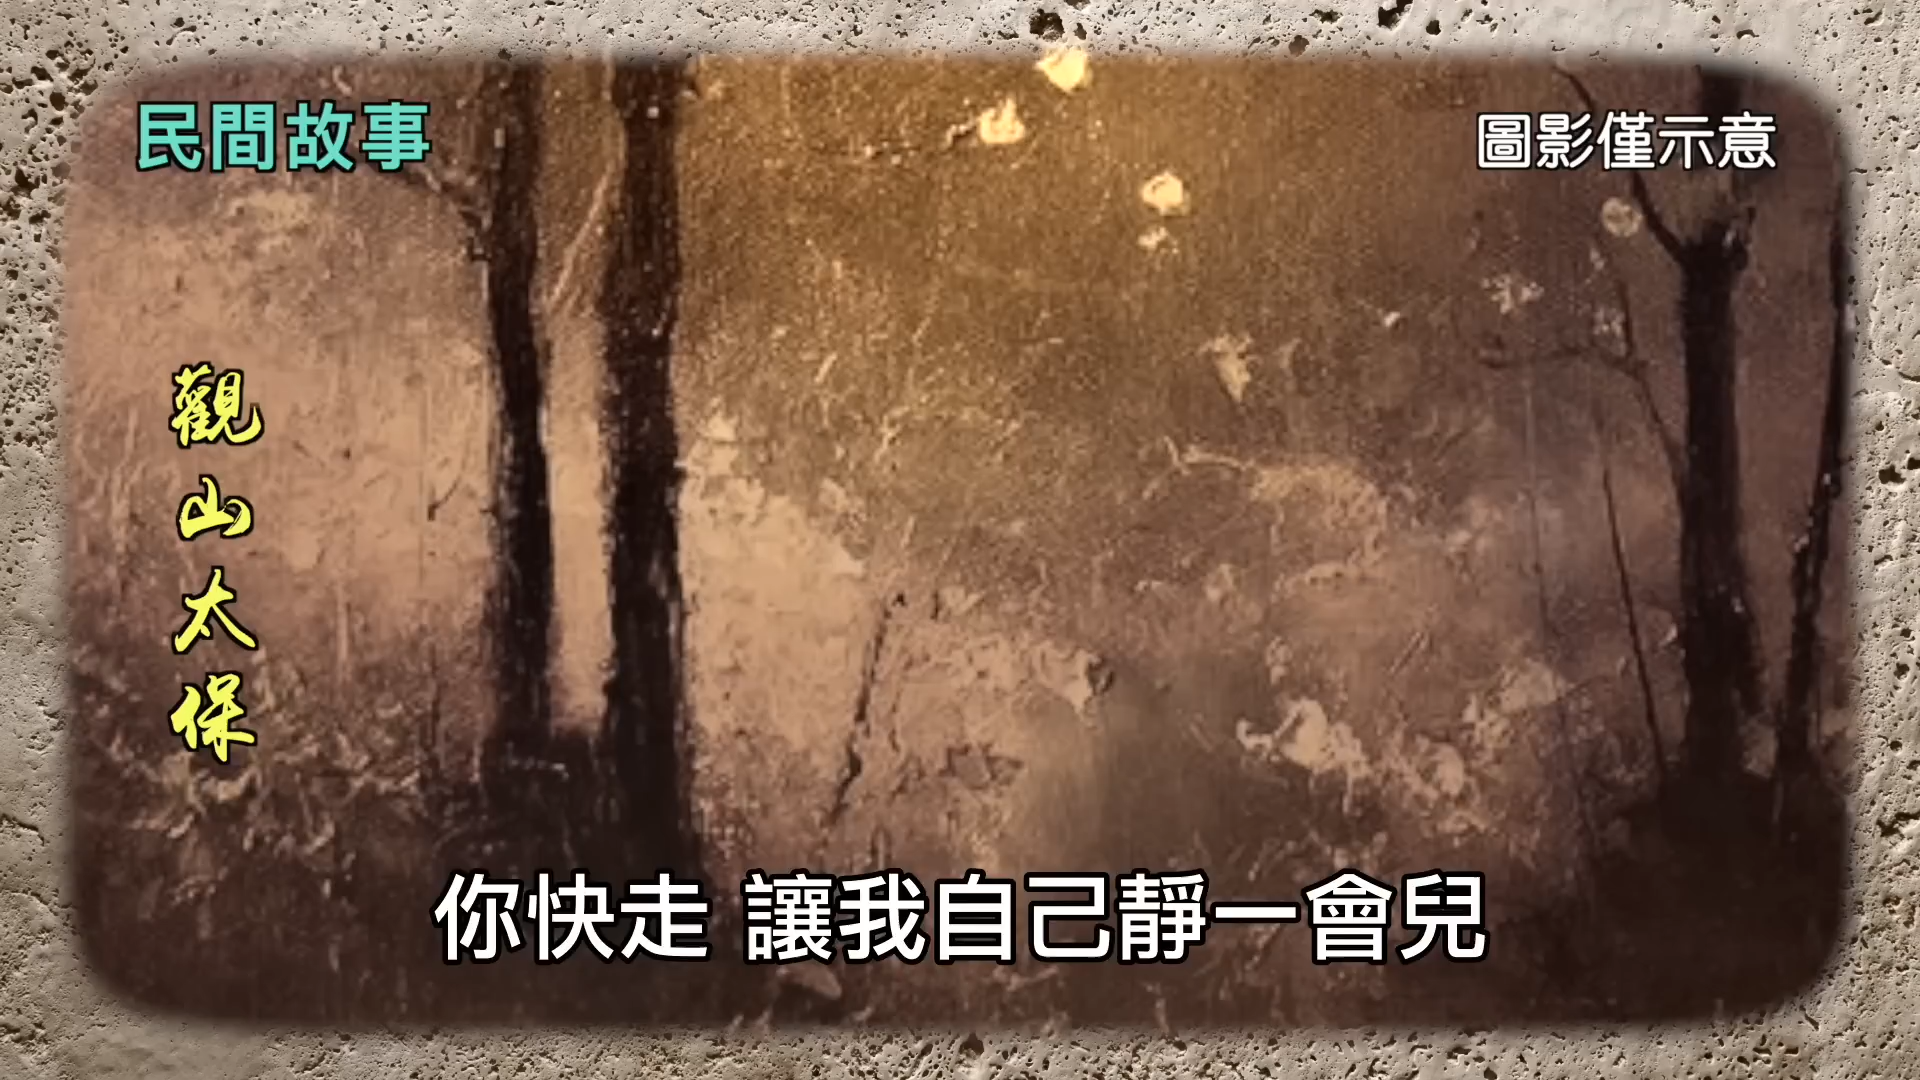 民間故事
圖影僅示意
觀山太保
你快走 讓我自己靜一會兒